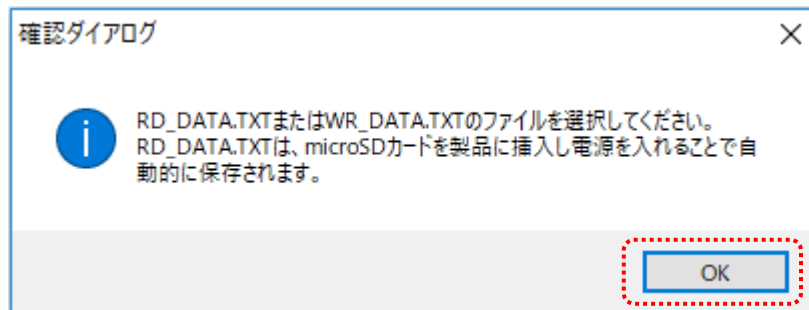 確認ダイアログ
RD_DATA.TXTまたはWR_DATA.TXTのファイルを選択してください。
RD_DATA.TXTは、microSDカードを製品に挿入し電源を入れることで自
動的に保存されます。
OK